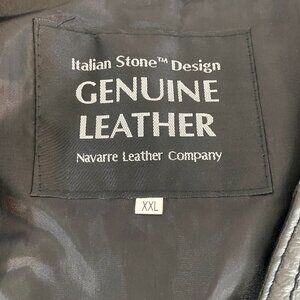 Italian Stone™ Design
GENUINE
LEATHER
Navarre Leather Company
XXL